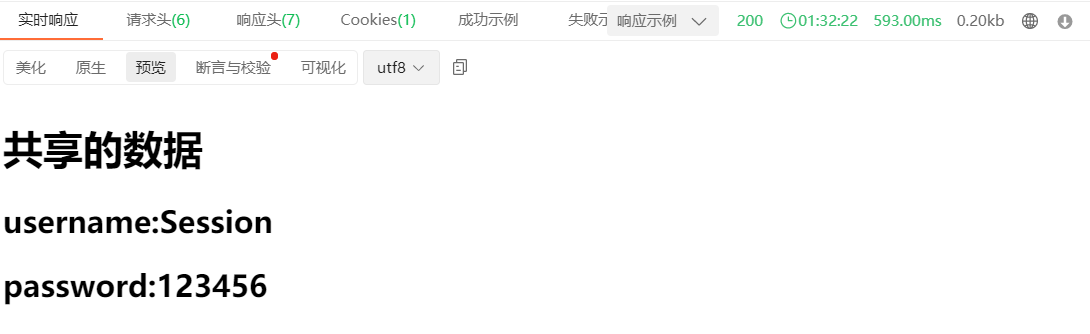 实时响应 请求头(6) 响应头(7) Cookies(1) 成功示例 失败示 响应示例 200 01:32:22 593.00ms 0.20kb
美化 原生 预览 断言与校验 可视化 utf8
共享的数据
username:Session
password:123456